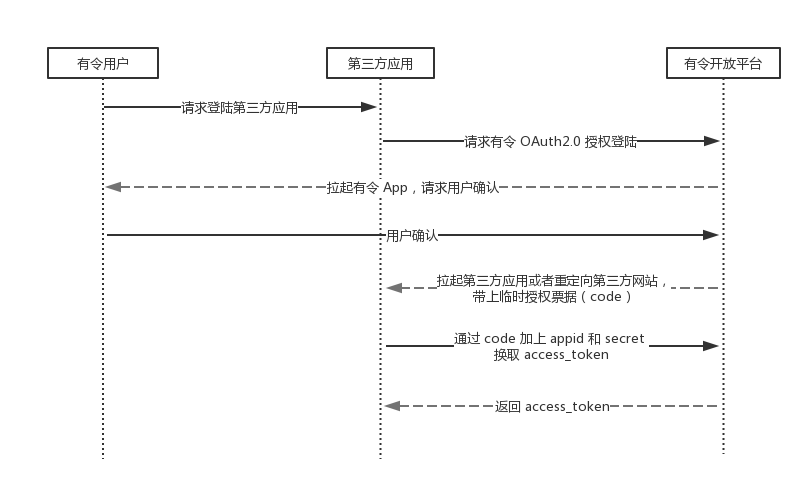 有令用户
第三方应用
有令开放平台
请求登陆第三方应用
请求有令 OAuth2.0 授权登陆
拉起有令 App，请求用户确认
用户确认
拉起第三方应用或者重定向第三方网站，
带上临时授权票据（code）
通过 code 加上 appid 和 secret
换取 access_token
返回 access_token